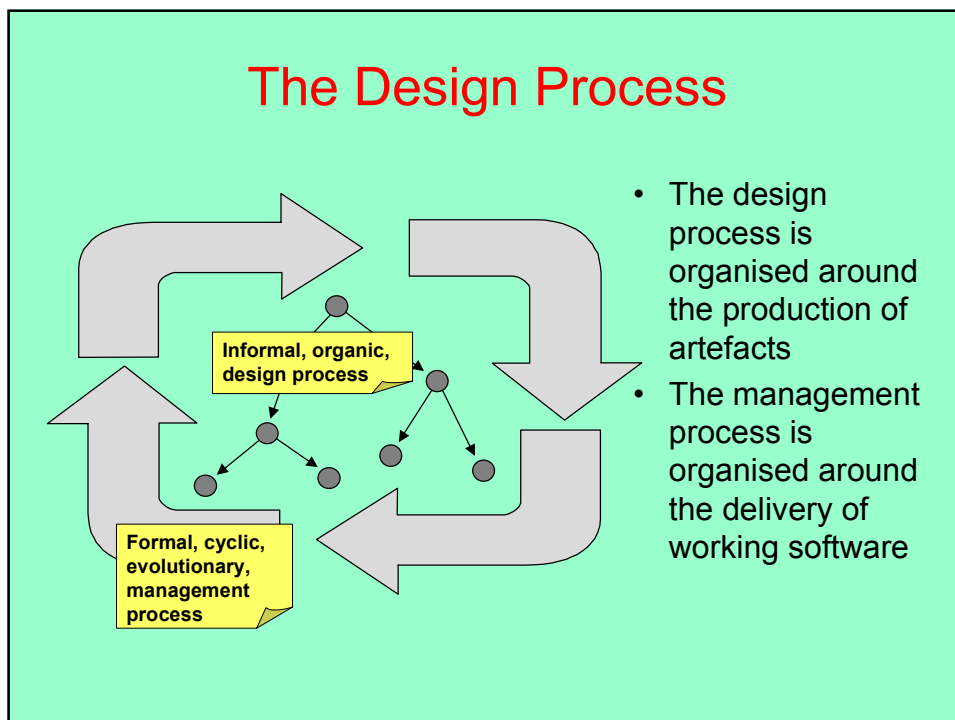 The Design Process
• The design
process is
organised around
the production of
artefacts
• The management
process is
organised around
the delivery of
working software
Informal, organic,
design process
Formal, cyclic,
evolutionary,
management
process